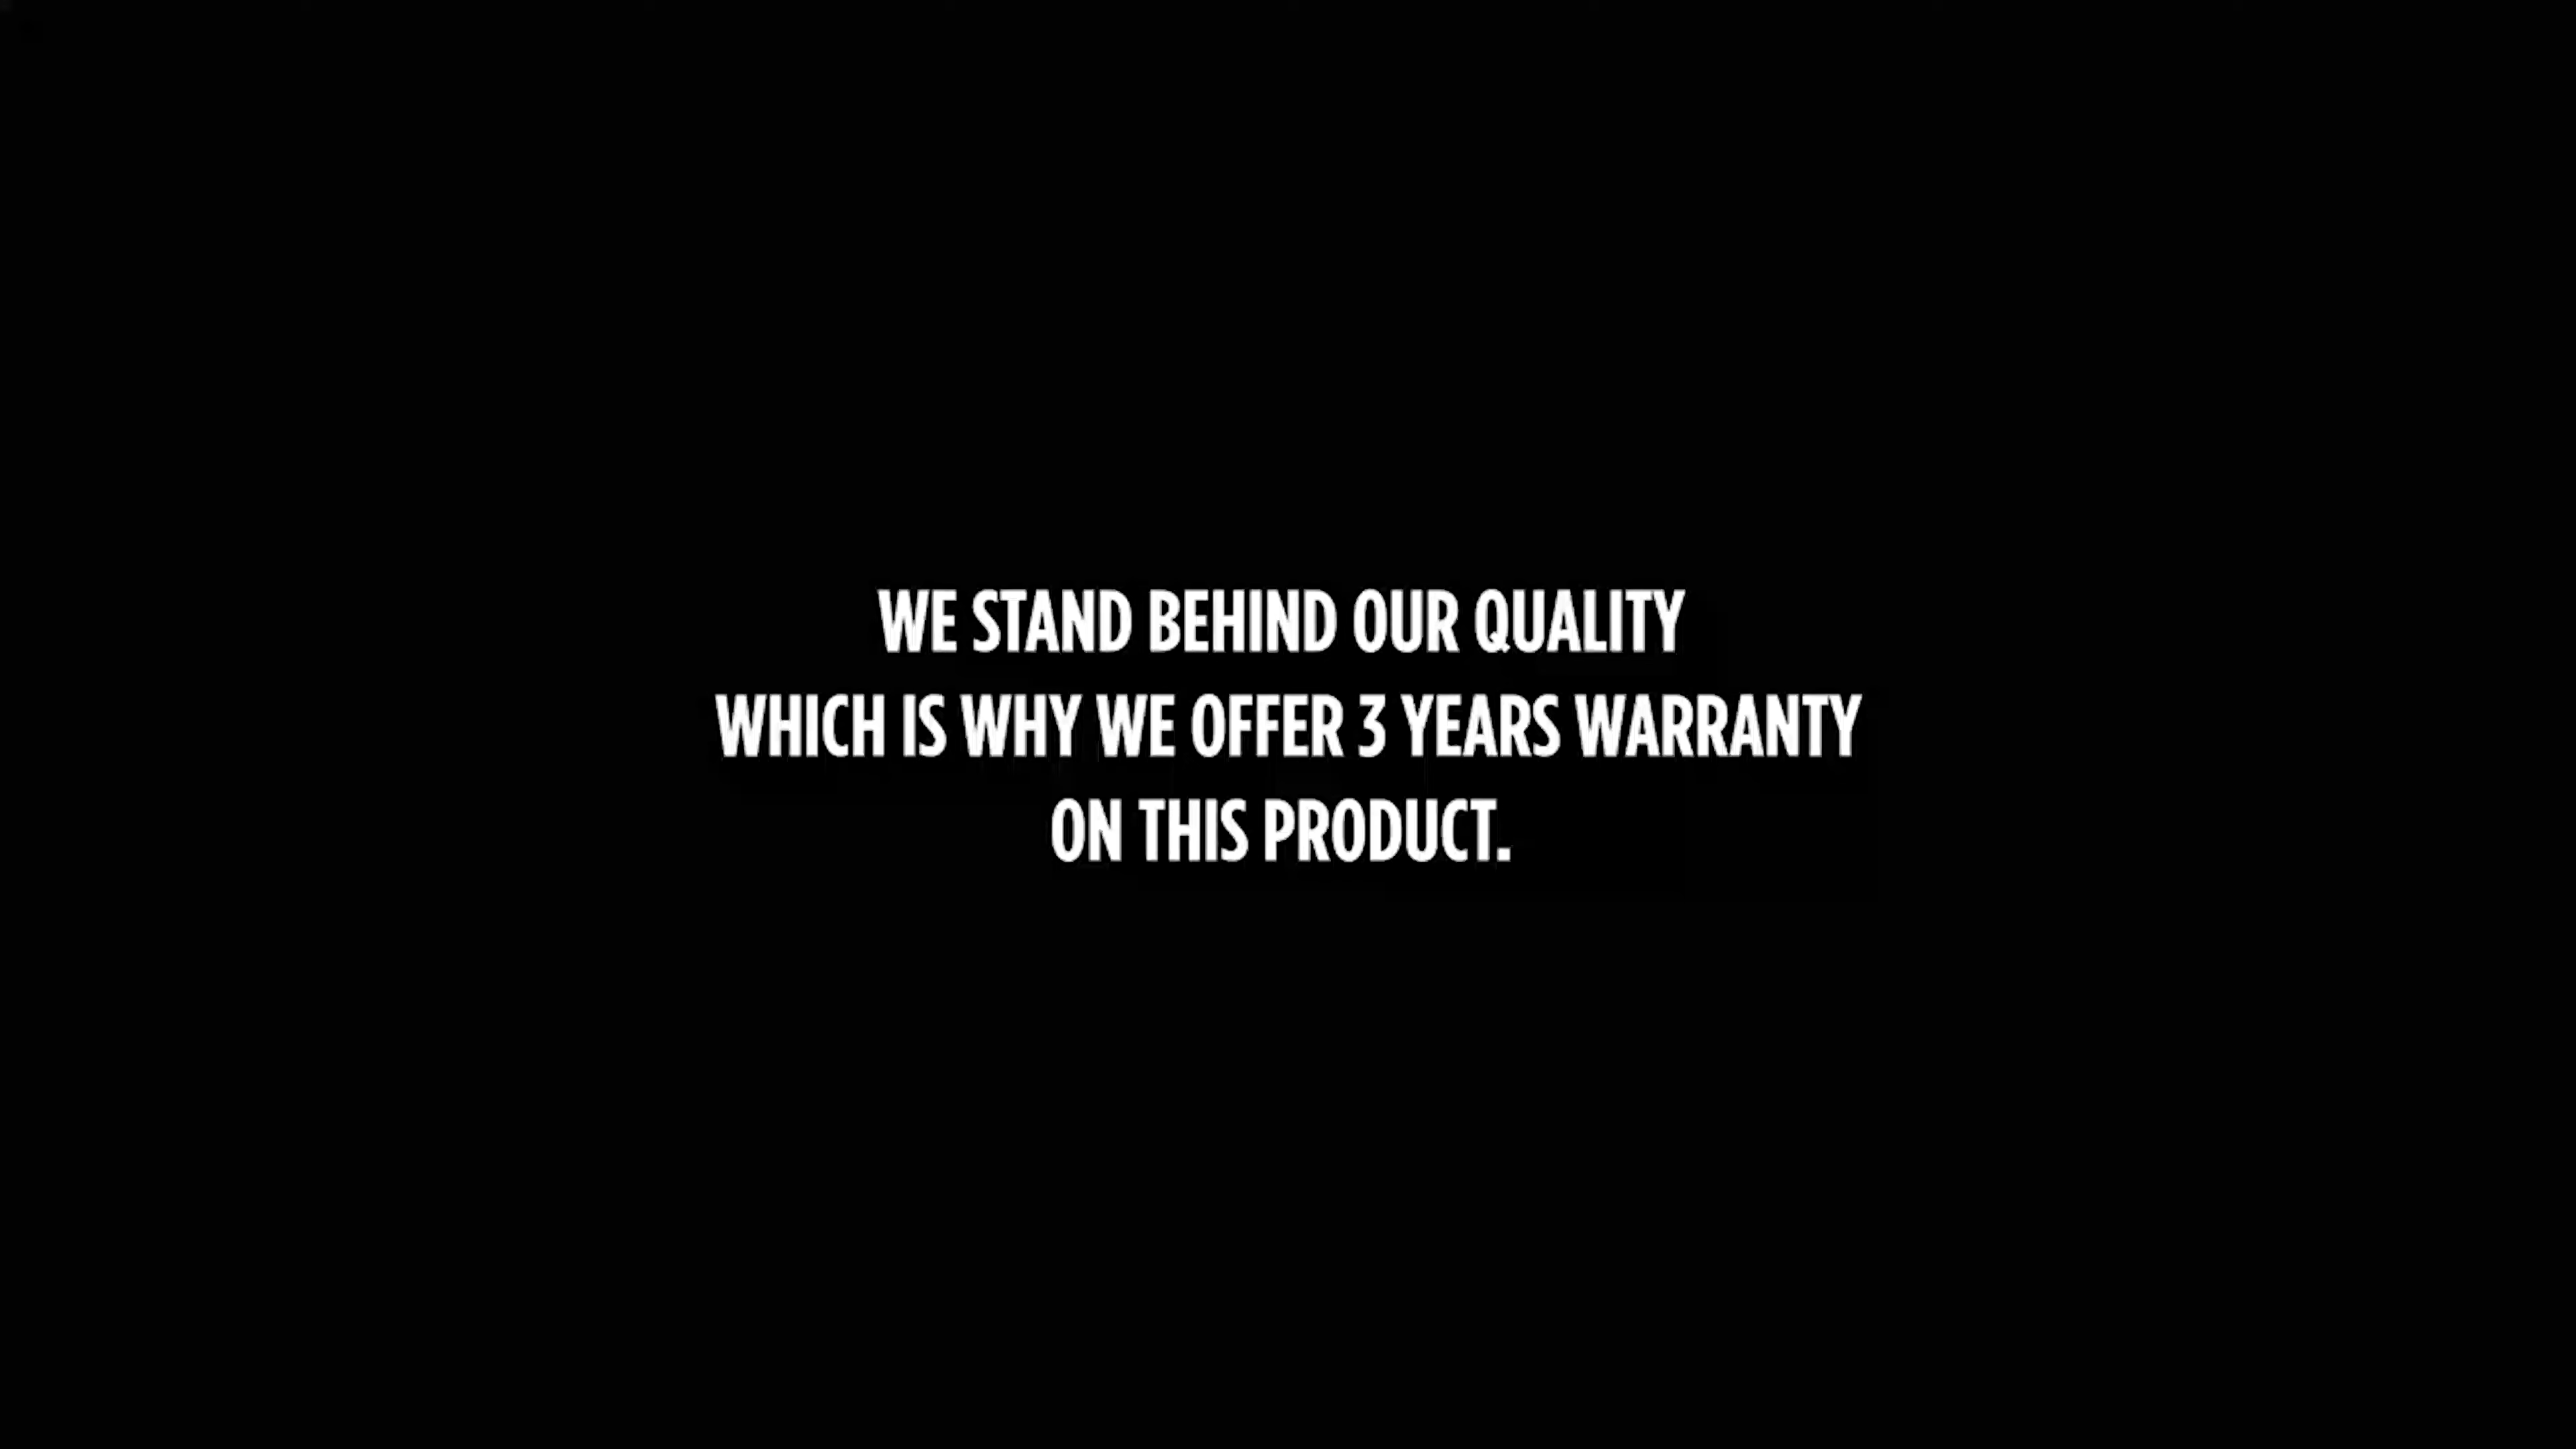 WE STAND BEHIND OUR QUALITY
WHICH IS WHY WE OFFER 3 YEARS WARRANTY
ON THIS PRODUCT.